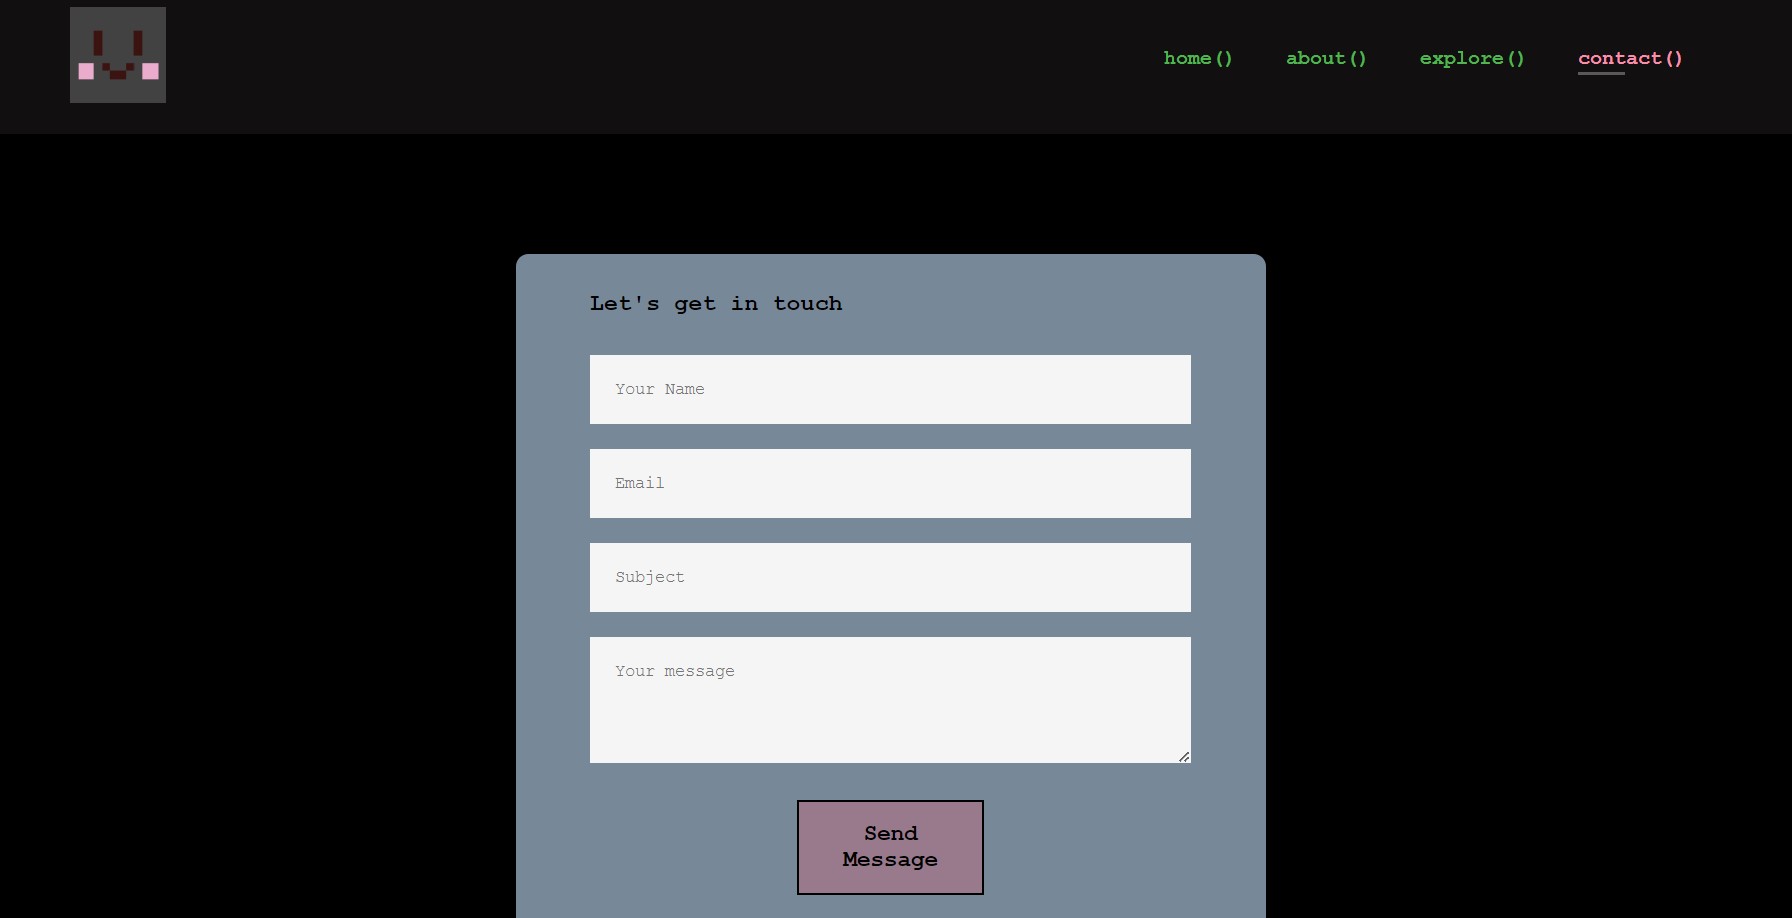 home() about() explore() contact()
Let's get in touch
Your Name
Email
Subject
Your message
Send
Message